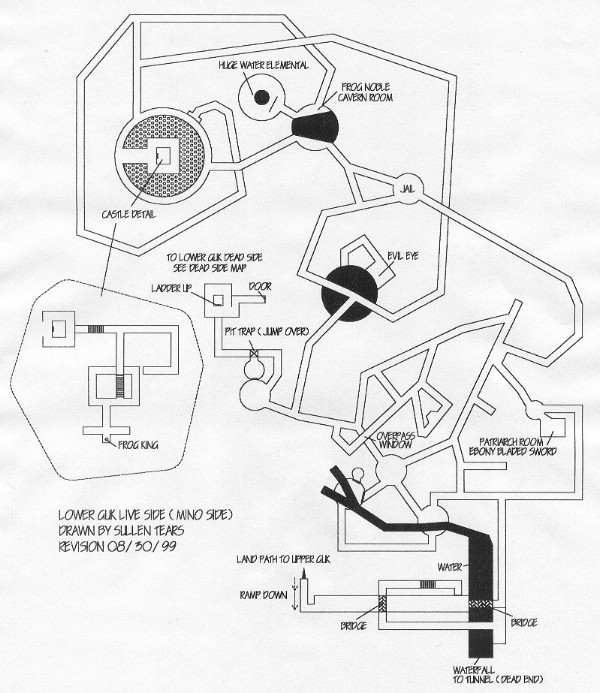 HUGE WATER ELEMENTAL
FROG NOBLE
CAVERN ROOM
JAIL
CASTLE DETAIL
EVIL EYE
TO LOWER GUK DEAD SIDE
SEE DEAD SIDE MAP
LADDER UP
DOOR
PIT TRAP (JUMP OVER)
FROG KING
OVERPASS
WINDOW
PATRIARCH ROOM
EBONY BLADED SWORD
LOWER GUK LIVE SIDE (MINO SIDE)
DRAWN BY SULLEN TEARS
REVISION 08/30/99
LAND PATH TO UPPER GUK
WATER
RAMP DOWN
BRIDGE
BRIDGE
WATERFALL
TO TUNNEL (DEAD END)